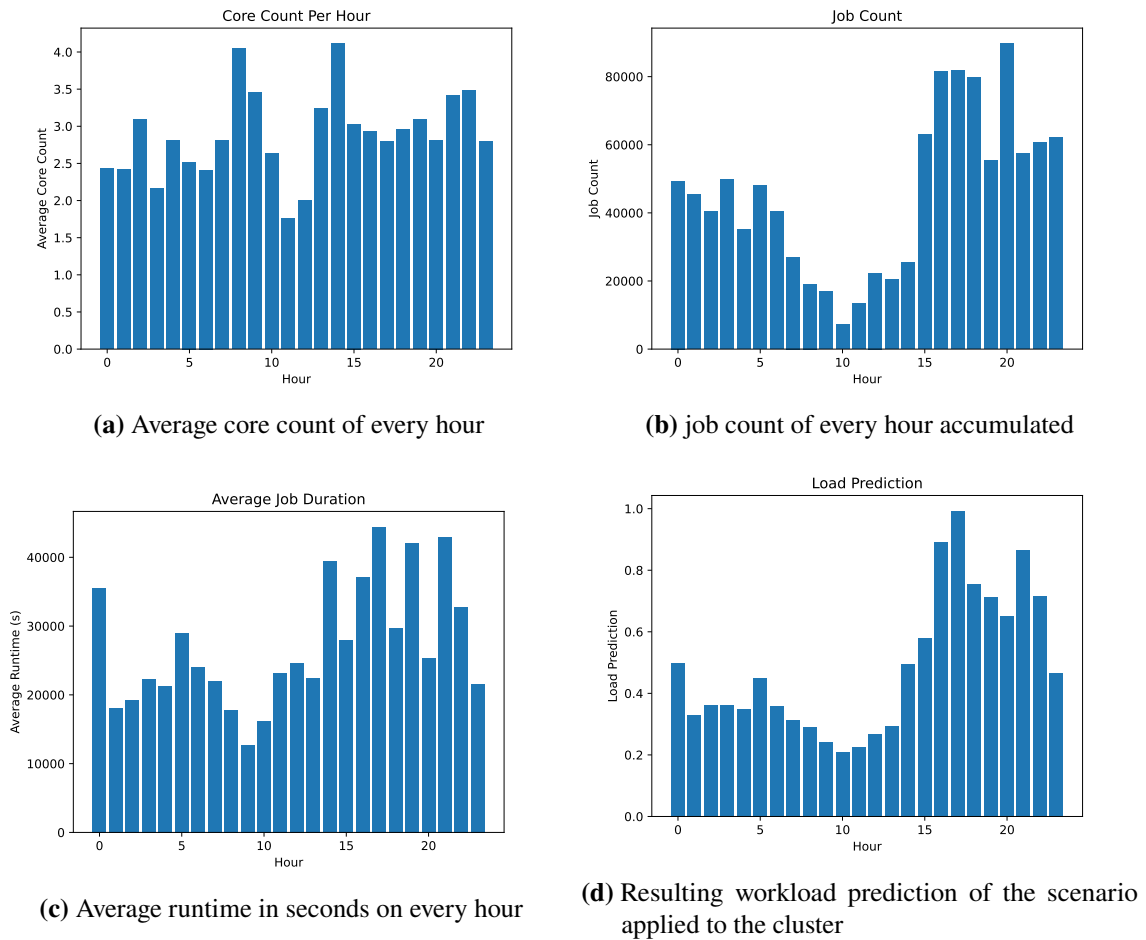 Core Count Per Hour
Average Core Count
4.0
3.5
3.0
2.5
2.0
1.5
1.0
0.5
0.0
0 5 10 15 20
Hour
(a) Average core count of every hour
Job Count
Job Count
80000
60000
40000
20000
0
0 5 10 15 20
Hour
(b) job count of every hour accumulated
Average Job Duration
Average Runtime (s)
40000
30000
20000
10000
0
0 5 10 15 20
Hour
(c) Average runtime in seconds on every hour
Load Prediction
Load Prediction
1.0
0.8
0.6
0.4
0.2
0.0
0 5 10 15 20
Hour
(d) Resulting workload prediction of the scenario
applied to the cluster